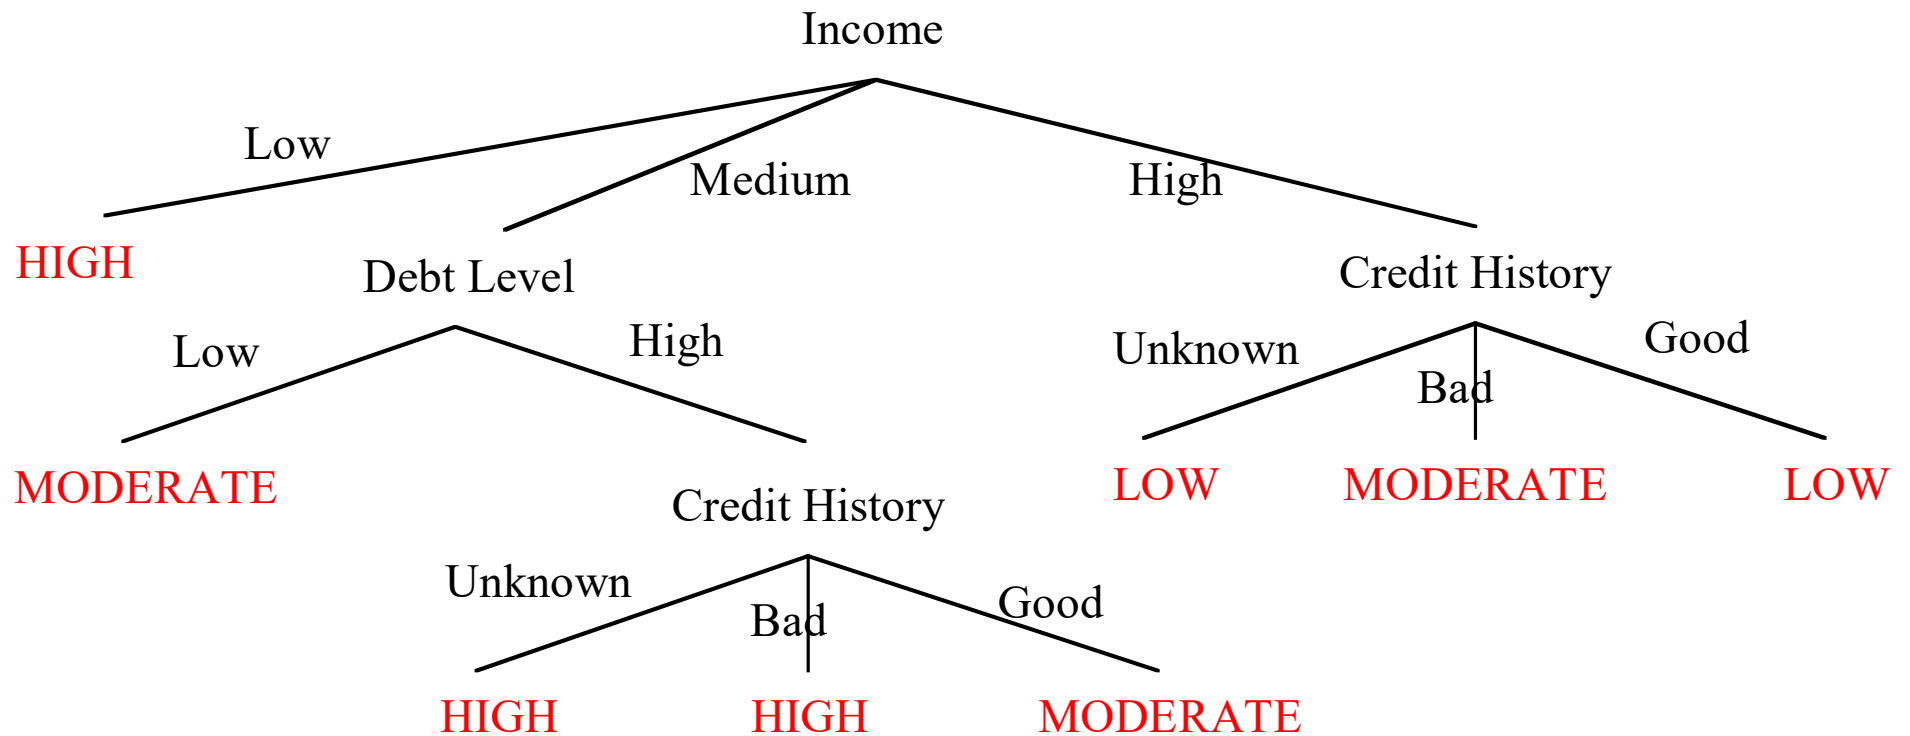 Income
Low
Medium
High
HIGH
Debt Level
Credit History
Low
High
Unknown
Bad
Good
MODERATE
LOW
MODERATE
LOW
Credit History
Unknown
Bad
Good
HIGH
HIGH
MODERATE